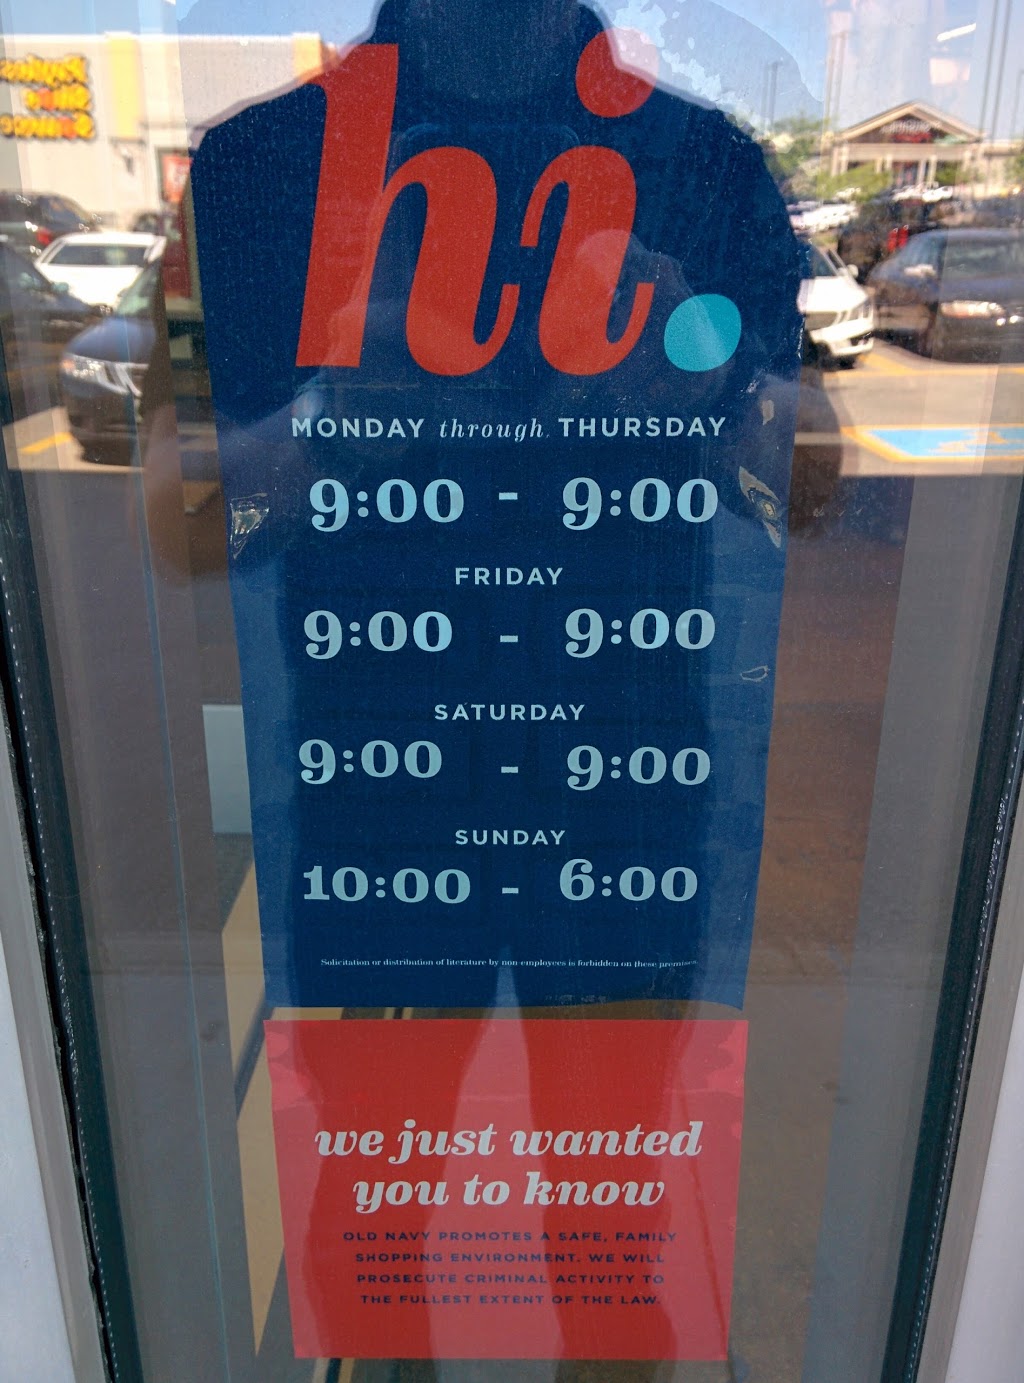 hi.
MONDAY through THURSDAY
9:00 - 9:00
FRIDAY
9:00 - 9:00
SATURDAY
9:00 - 9:00
SUNDAY
10:00 - 6:00
Solicitation or distribution of literature by non-employees is forbidden on these premises.
we just wanted
you to know
OLD NAVY PROMOTES A SAFE, FAMILY
SHOPPING ENVIRONMENT. WE WILL
PROSECUTE CRIMINAL ACTIVITY TO
THE FULLEST EXTENT OF THE LAW.